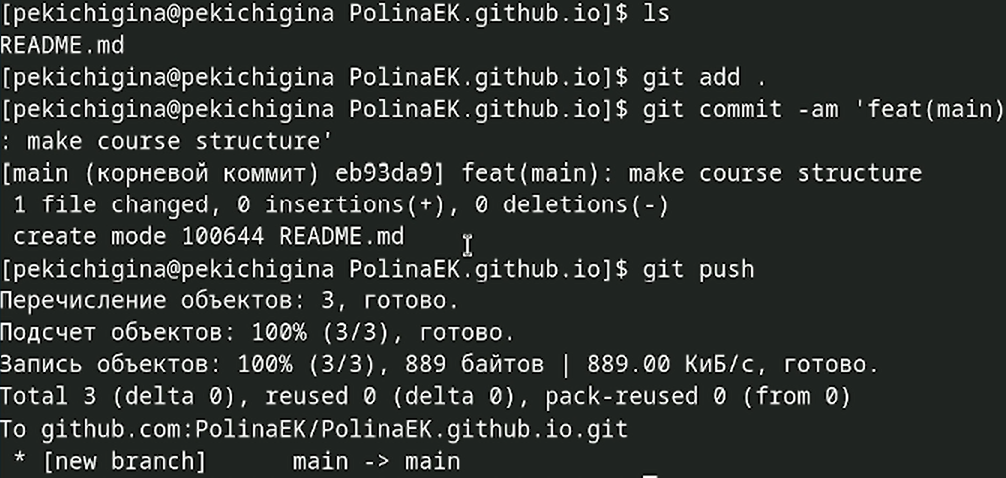 [pekichigina@pekichigina PolinaEK.github.io]$ ls
README.md
[pekichigina@pekichigina PolinaEK.github.io]$ git add .
[pekichigina@pekichigina PolinaEK.github.io]$ git commit -am 'feat(main)
: make course structure'
[main (корневой коммит) eb93da9] feat(main): make course structure
 1 file changed, 0 insertions(+), 0 deletions(-)
 create mode 100644 README.md
[pekichigina@pekichigina PolinaEK.github.io]$ git push
Перечисление объектов: 3, готово.
Подсчет объектов: 100% (3/3), готово.
Запись объектов: 100% (3/3), 889 байтов | 889.00 КиБ/с, готово.
Total 3 (delta 0), reused 0 (delta 0), pack-reused 0 (from 0)
To github.com:PolinaEK/PolinaEK.github.io.git
 * [new branch]      main -> main